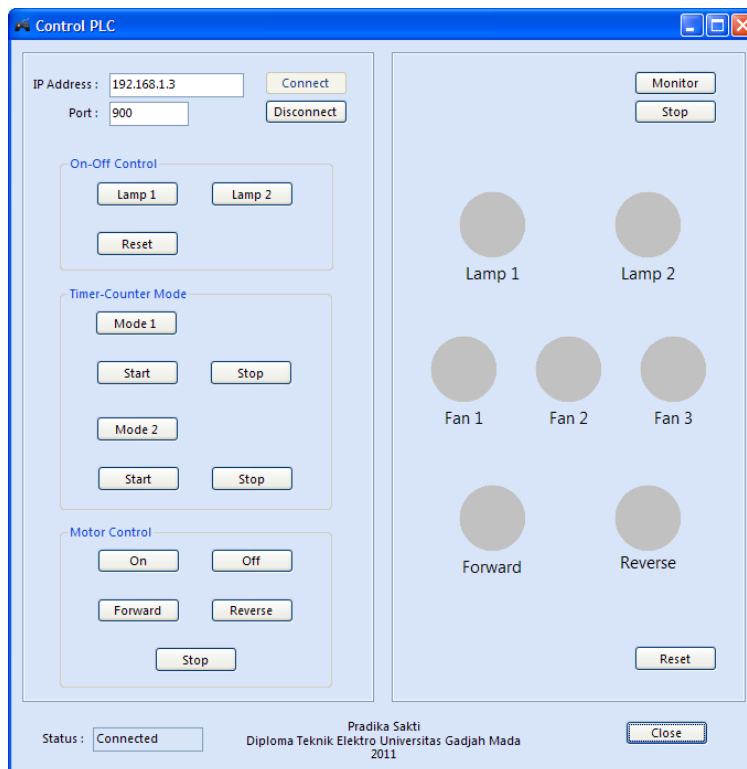 Control PLC
IP Address : 192.168.1.3 Connect
Port : 900 Disconnect
On-Off Control
Lamp 1 Lamp 2
Reset
Timer-Counter Mode
Mode 1
Start Stop
Mode 2
Start Stop
Motor Control
On Off
Forward Reverse
Stop
Monitor
Stop
Lamp 1 Lamp 2
Fan 1 Fan 2 Fan 3
Forward Reverse
Reset
Status : Connected
Pradika Sakti
Diploma Teknik Elektro Universitas Gadjah Mada
2011
Close